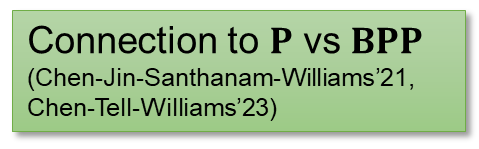 Connection to P vs BPP
(Chen-Jin-Santhanam-Williams'21,
Chen-Tell-Williams'23)